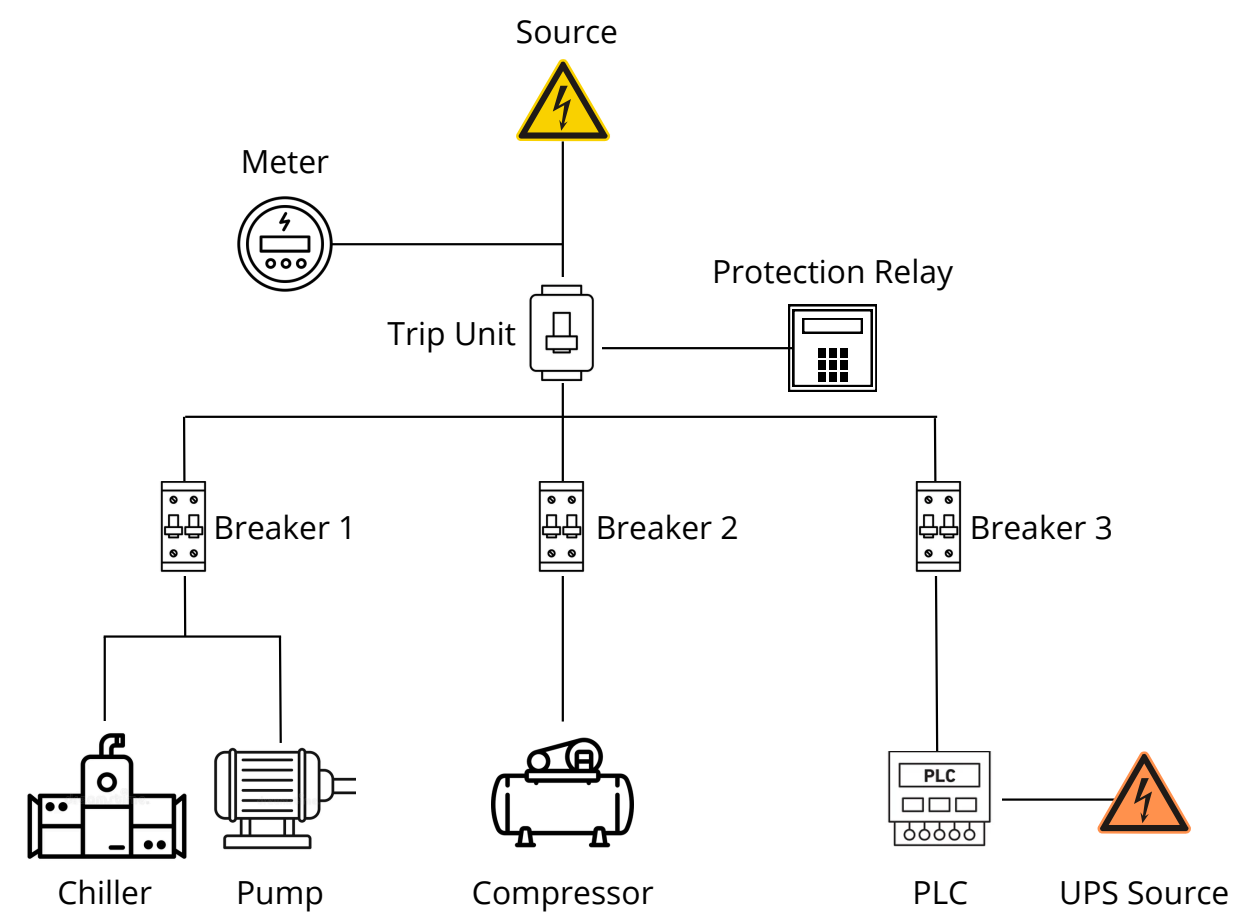 Source
Meter
Protection Relay
Trip Unit
Breaker 1
Breaker 2
Breaker 3
PLC
Chiller
Pump
Compressor
PLC
UPS Source